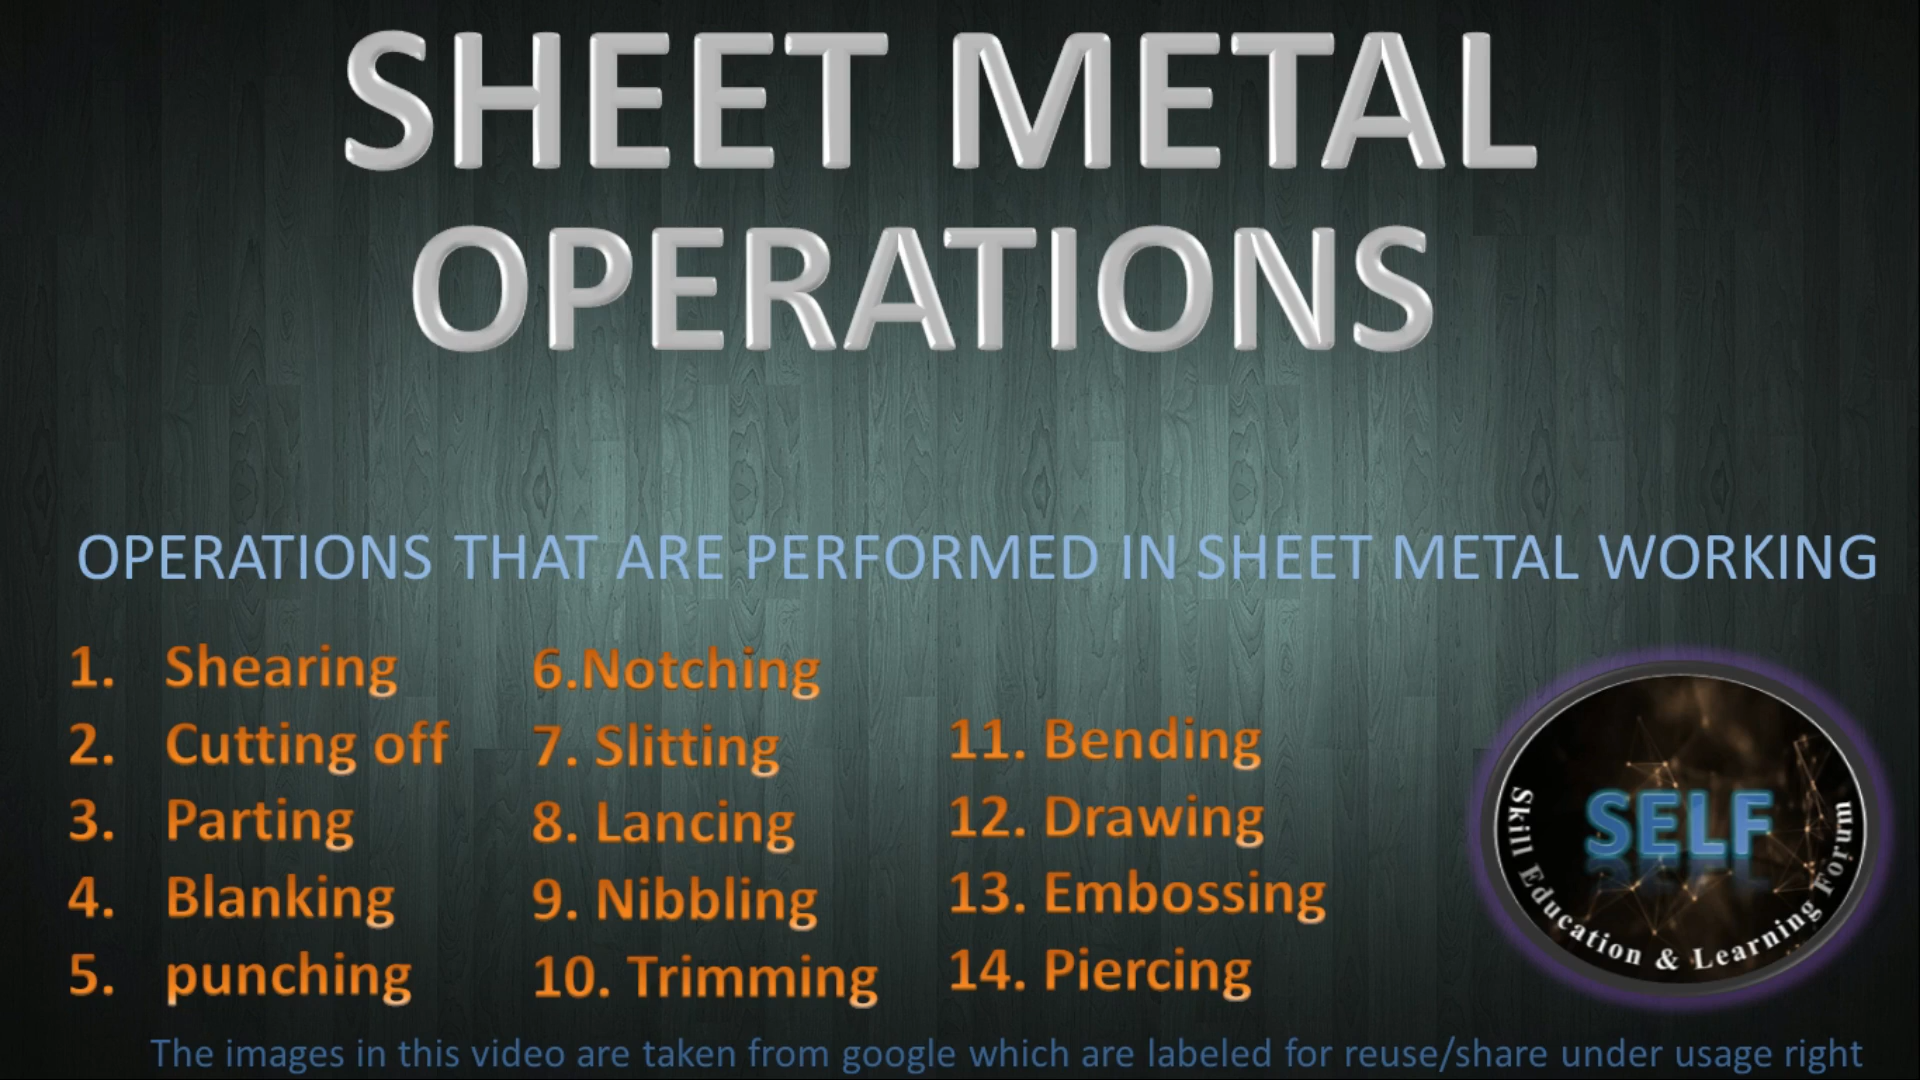 SHEET METAL
OPERATIONS
OPERATIONS THAT ARE PERFORMED IN SHEET METAL WORKING
1. Shearing
2. Cutting off
3. Parting
4. Blanking
5. punching
6.Notching
7. Slitting
8. Lancing
9. Nibbling
10. Trimming
11. Bending
12. Drawing
13. Embossing
14. Piercing
SELF
Skill Education & Learning Forum
The images in this video are taken from google which are labeled for reuse/share under usage right